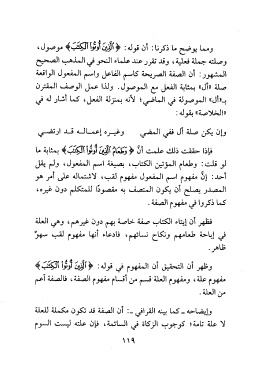 ومما يوضح ما ذكرنا: أن قوله: ﴿ٱلَّذِينَ أُوتُوا۟ ٱلْكِتَٰبَ﴾ موصول،
وصلته جملة فعلية، وقد تقرر عند علماء النحو في المذهب الصحيح
المشهور: أن الصفة الصريحة كاسم الفاعل واسم المفعول الواقعة
صلة «أل» بمثابة الفعل مع الموصول. ولذا عمل الوصف المقترن
بـ«أل» الموصولة في الماضي؛ لأنه بمنزلة الفعل، كما أشار له في
«الخلاصة» بقوله:
وإن يكن صلة أل ففي المضي وغيره إعماله قد ارتضي
فإذا حققت ذلك علمت أنَّ ﴿وَطَعَامُ ٱلَّذِينَ أُوتُوا۟ ٱلْكِتَٰبَ﴾ بمثابة ما
لو قلت: وطعام المؤتين الكتاب، بصيغة اسم المفعول، ولم يقل
أحد: إنَّ مفهوم اسم المفعول مفهوم لقب، لاشتماله على أمر هو
المصدر يصلح أن يكون المتصف به مقصودًا للمتكلم دون غيره،
كما ذكروا في مفهوم الصفة.
فظهر أن إيتاء الكتاب صفة خاصة بهم دون غيرهم، وهي العلة
في إباحة طعامهم ونكاح نسائهم، فادعاء أنها مفهوم لقب سهوٌ
ظاهر.
وظهر أن التحقيق أن المفهوم في قوله: ﴿ٱلَّذِينَ أُوتُوا۟ ٱلْكِتَٰبَ﴾
مفهوم علة، ومفهوم العلة قسم من أقسام مفهوم الصفة، فالصفة أعم
من العلة.
وإيضاحه ـ كما بينه القرافي ـ: أن الصفة قد تكون مكملة للعلة
لا علة تامة؛ كوجوب الزكاة في السائمة، فإن علته ليست السوم
١١٩